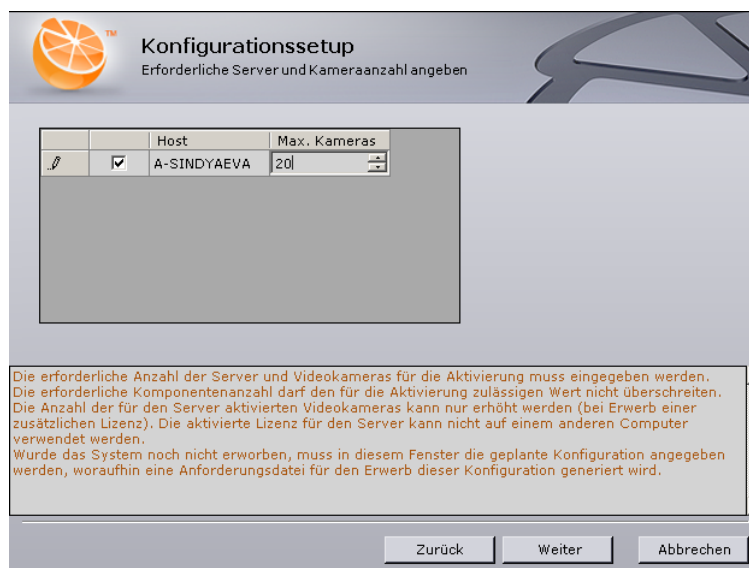 TM
Konfigurationssetup
Erforderliche Server und Kameraanzahl angeben
Host Max. Kameras
A-SINDYAEVA 20
Die erforderliche Anzahl der Server und Videokameras für die Aktivierung muss eingegeben werden.
Die erforderliche Komponentenanzahl darf den für die Aktivierung zulässigen Wert nicht überschreiten.
Die Anzahl der für den Server aktivierten Videokameras kann nur erhöht werden (bei Erwerb einer
zusätzlichen Lizenz). Die aktivierte Lizenz für den Server kann nicht auf einem anderen Computer
verwendet werden.
Wurde das System noch nicht erworben, muss in diesem Fenster die geplante Konfiguration angegeben
werden, woraufhin eine Anforderungsdatei für den Erwerb dieser Konfiguration generiert wird.
Zurück Weiter Abbrechen